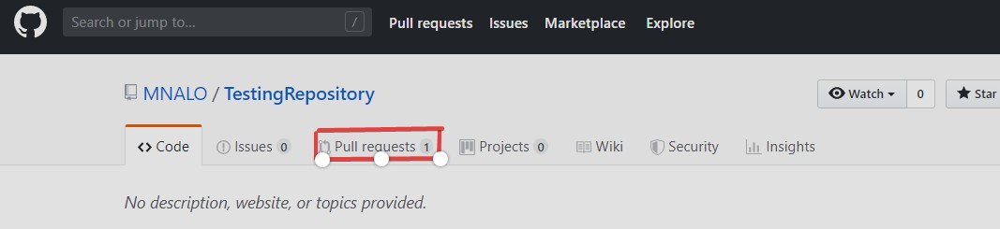 Search or jump to... / Pull requests Issues Marketplace Explore
MNALO / TestingRepository Watch 0 Star
<> Code Issues 0 Pull requests 1 Projects 0 Wiki Security Insights
No description, website, or topics provided.